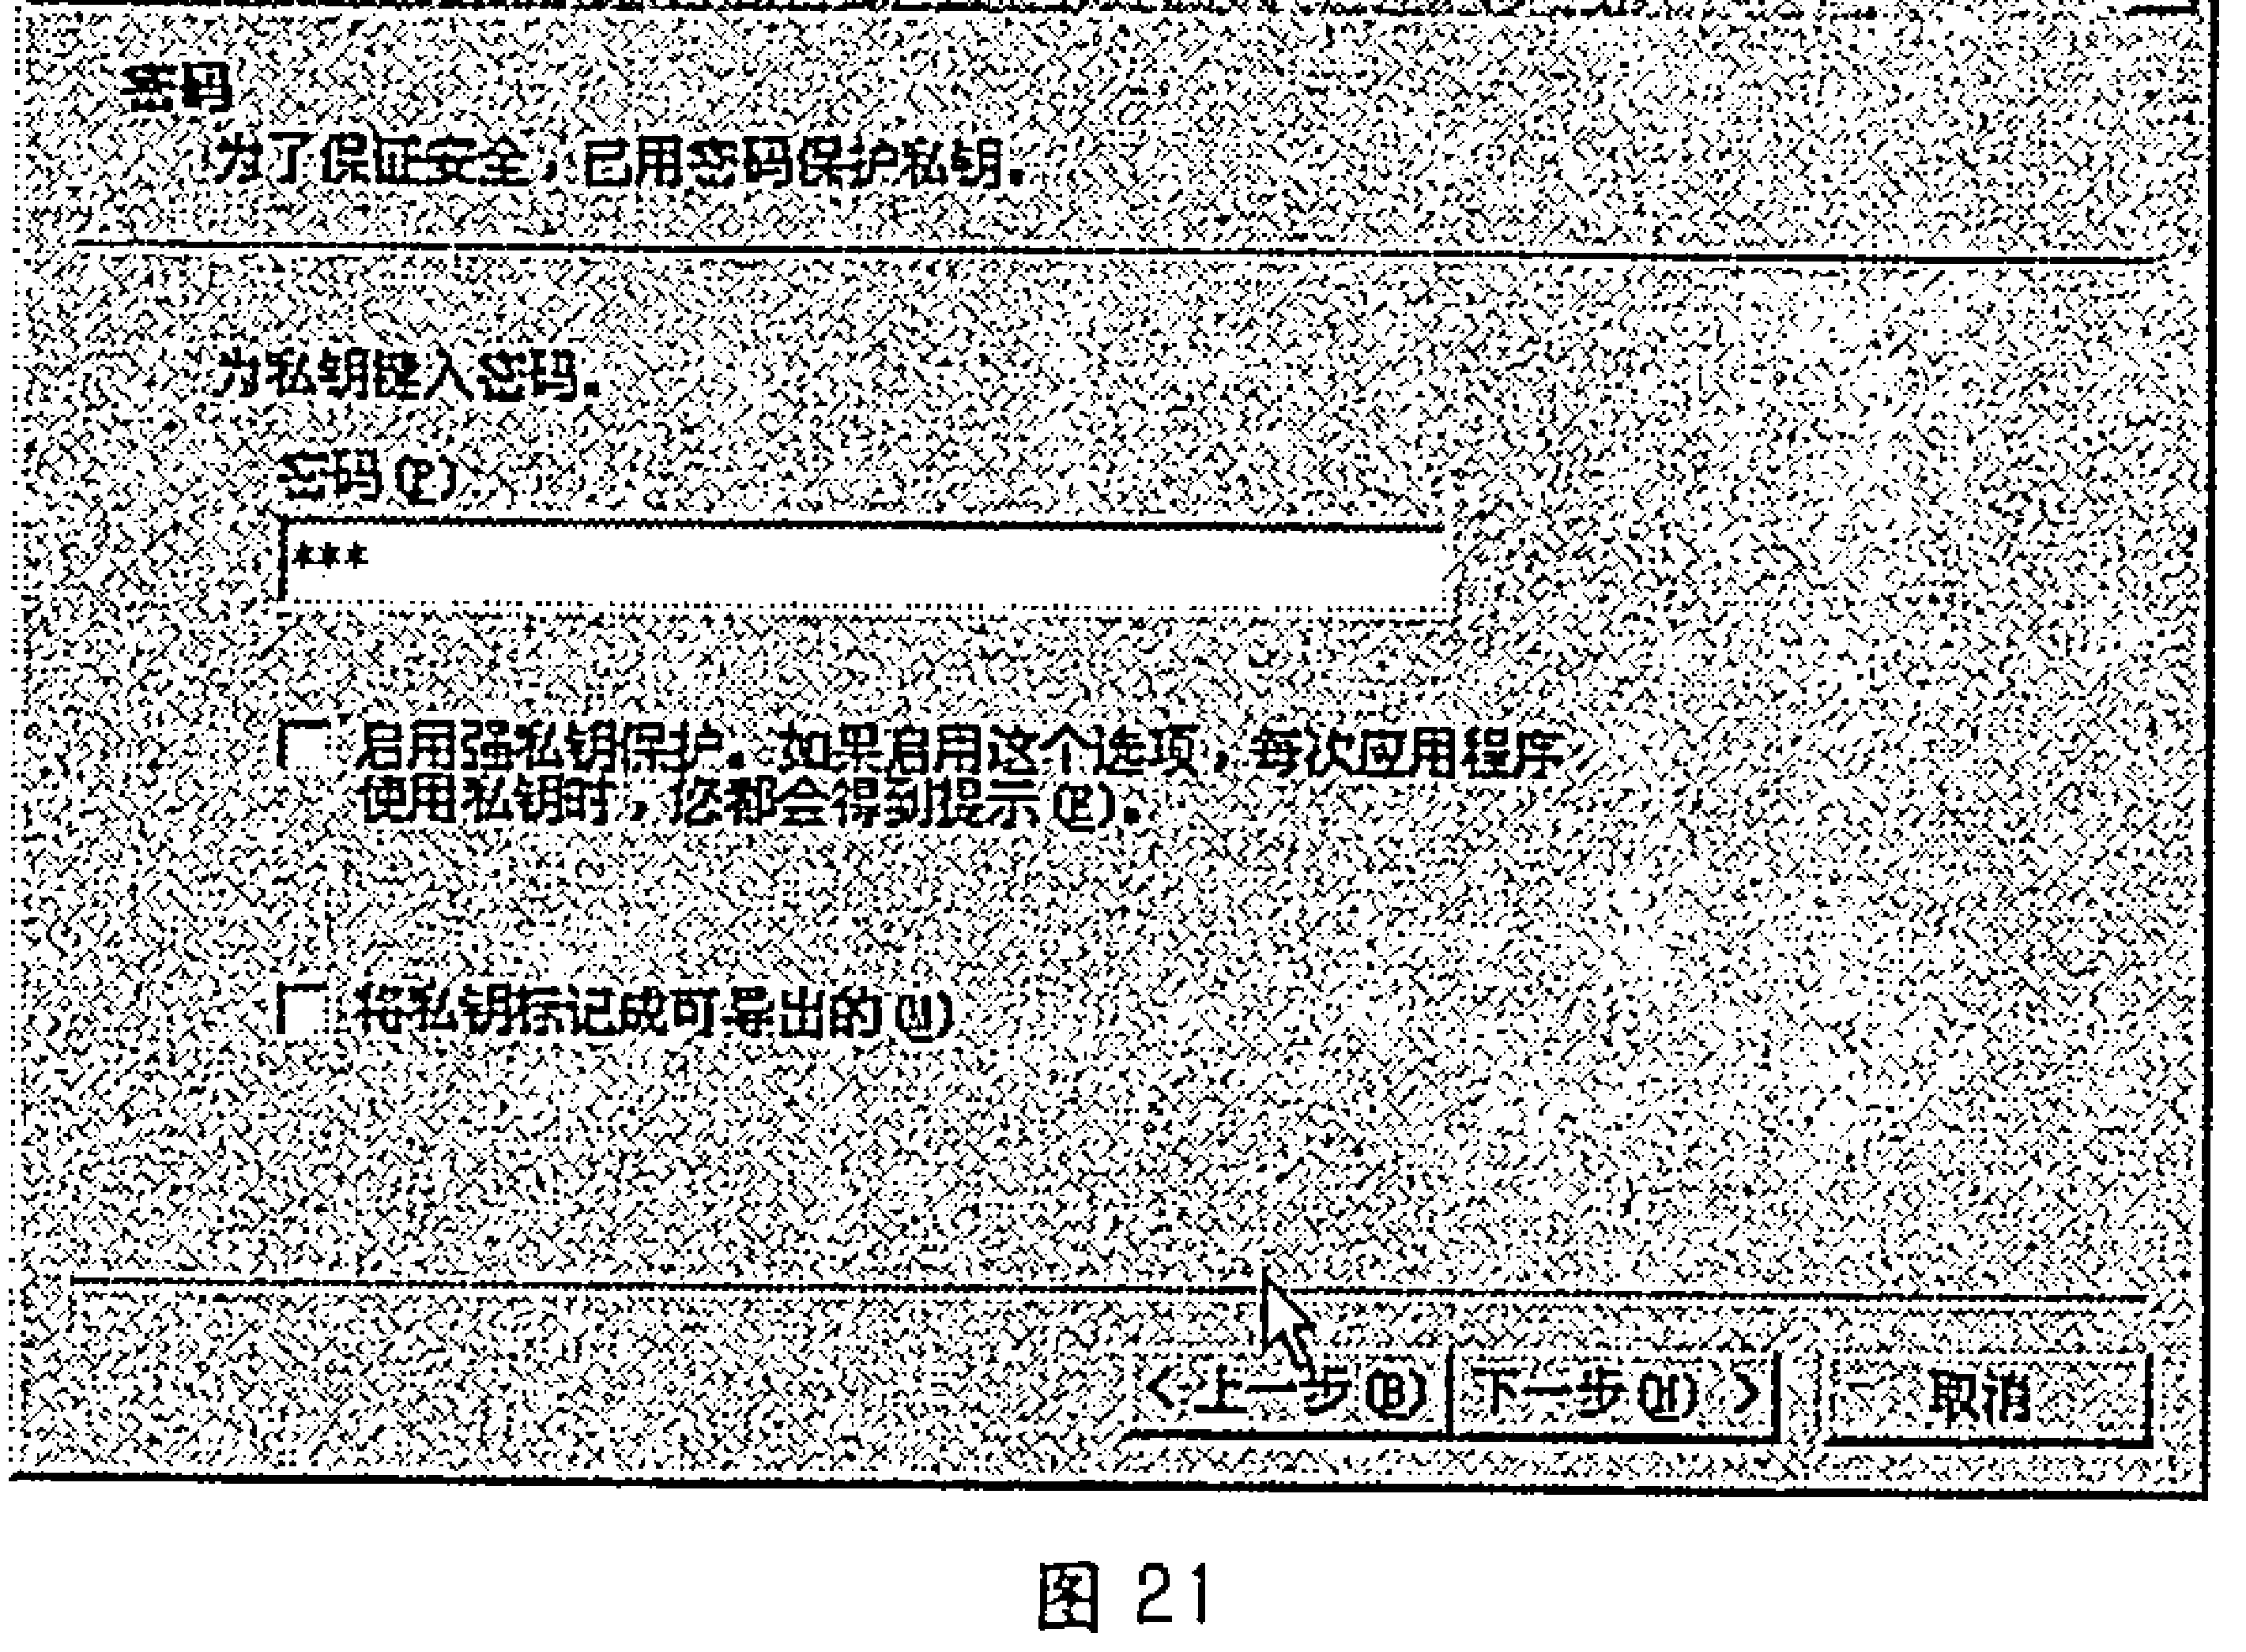 密码
为了保证安全，已用密码保护私钥。
为私钥键入密码。
密码(P)
***
启用强私钥保护。如果启用这个选项，每次应用程序
使用私钥时，您都会得到提示(E)。
将私钥标记成可导出的(M)
<上一步(B) 下一步(N) > 取消
图 21